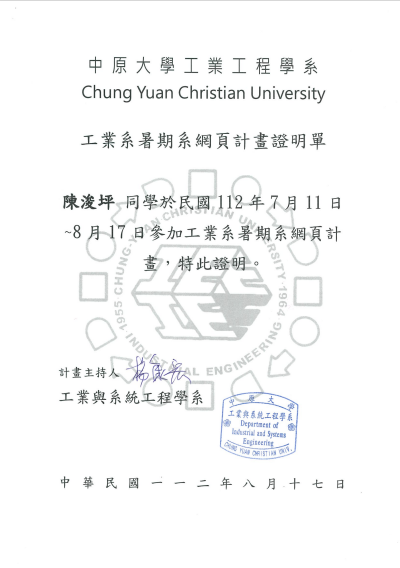 中原大學工業工程學系
Chung Yuan Christian University
工業系暑期系網頁計畫證明單
陳浚坪 同學於民國 112 年 7 月 11 日
~8 月 17 日參加工業系暑期系網頁計
畫，特此證明。
CHUNG-YUAN CHRISTIAN UNIVERSITY
1955
1964
INDUSTRIAL ENGINEERING
計畫主持人
工業與系統工程學系
中原大學
工業與系統工程學系
Department of
Industrial and Systems
Engineering
CHUNG YUAN CHRISTIAN UNIV.
中華民國一一二年八月十七日